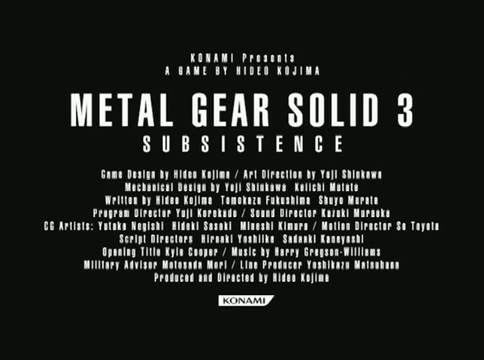 KONAMI Presents
A GAME BY HIDEO KOJIMA
METAL GEAR SOLID 3
SUBSISTENCE
Game Design by Hideo Kojima / Art Direction by Yoji Shinkawa
Mechanical Design by Yoji Shinkawa Keiichi Matate
Written by Hideo Kojima Tomokazu Fukushima Shuyo Murata
Program Director Yuji Korekado / Sound Director Kazuki Muraoka
CG Artists: Yutaka Negishi Hideki Sasaki Minoshi Kimura / Motion Director So Toyota
Script Directors Hiroaki Yoshiike Sadaaki Kaneyoshi
Opening Title Kyle Cooper / Music by Harry Gregson-Williams
Military Advisor Motosada Mori / Line Producer Yoshikazu Matsuhana
Produced and Directed by Hideo Kojima
KONAMI